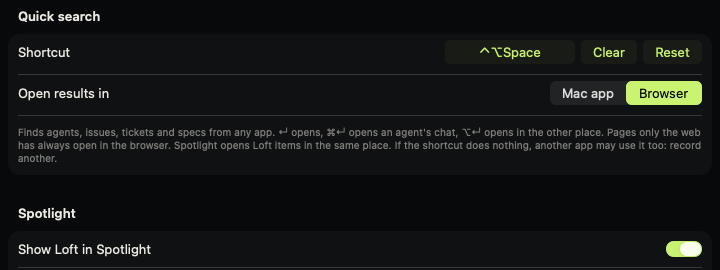 Quick search
Shortcut ⌃⌥Space Clear Reset
Open results in Mac app Browser
Finds agents, issues, tickets and specs from any app. ↵ opens, ⌘↵ opens an agent's chat, ⌥↵ opens in the other place. Pages only the web
has always open in the browser. Spotlight opens Loft items in the same place. If the shortcut does nothing, another app may use it too: record
another.
Spotlight
Show Loft in Spotlight